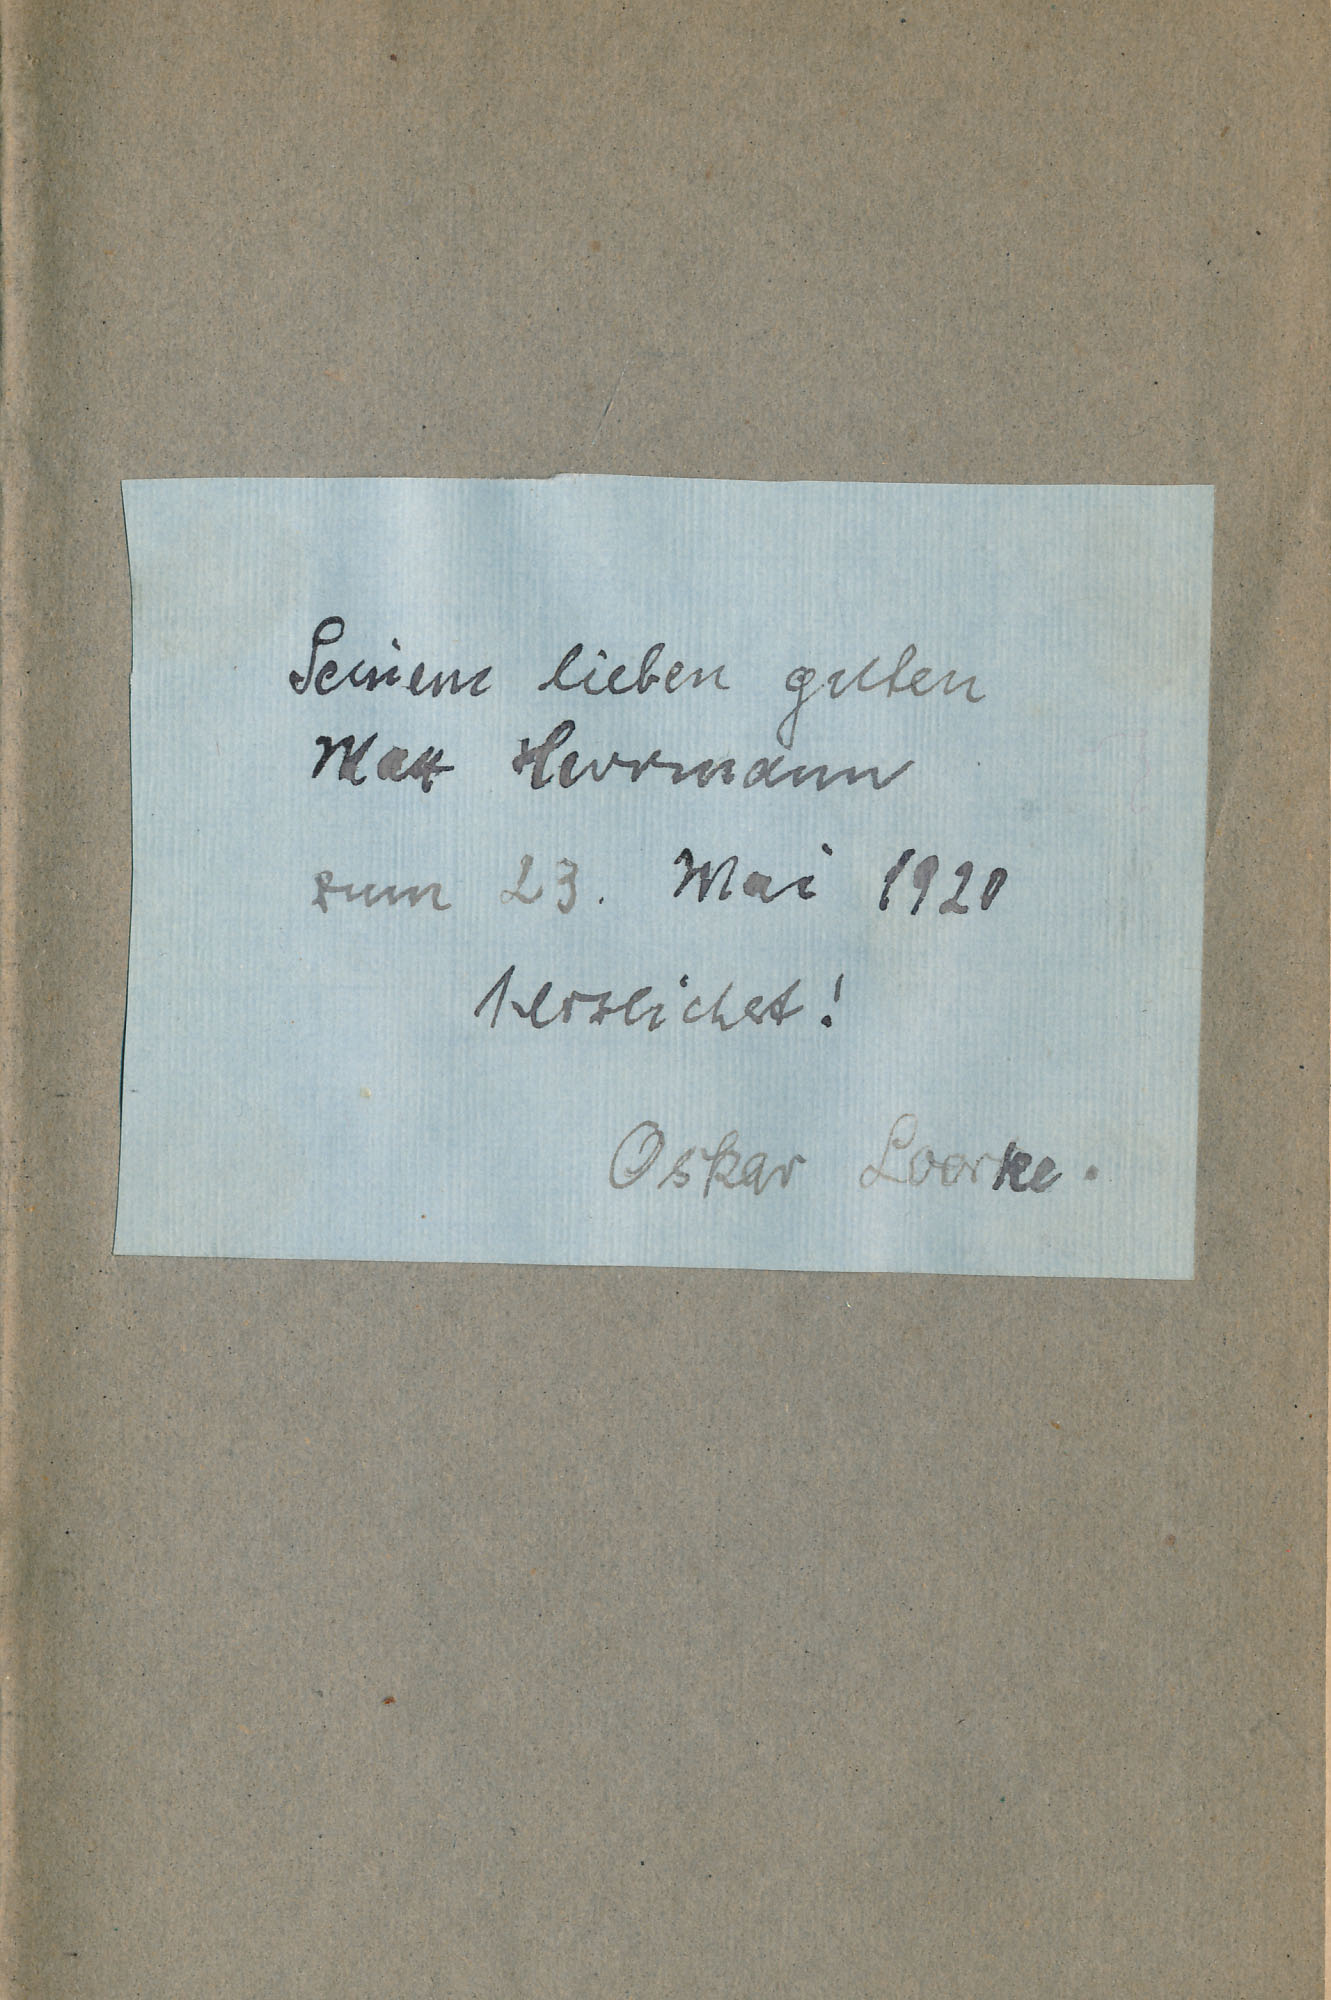 Seinem lieben guten
Max Herrmann
zum 23. Mai 1920
herzlichst!
Oskar Loerke.